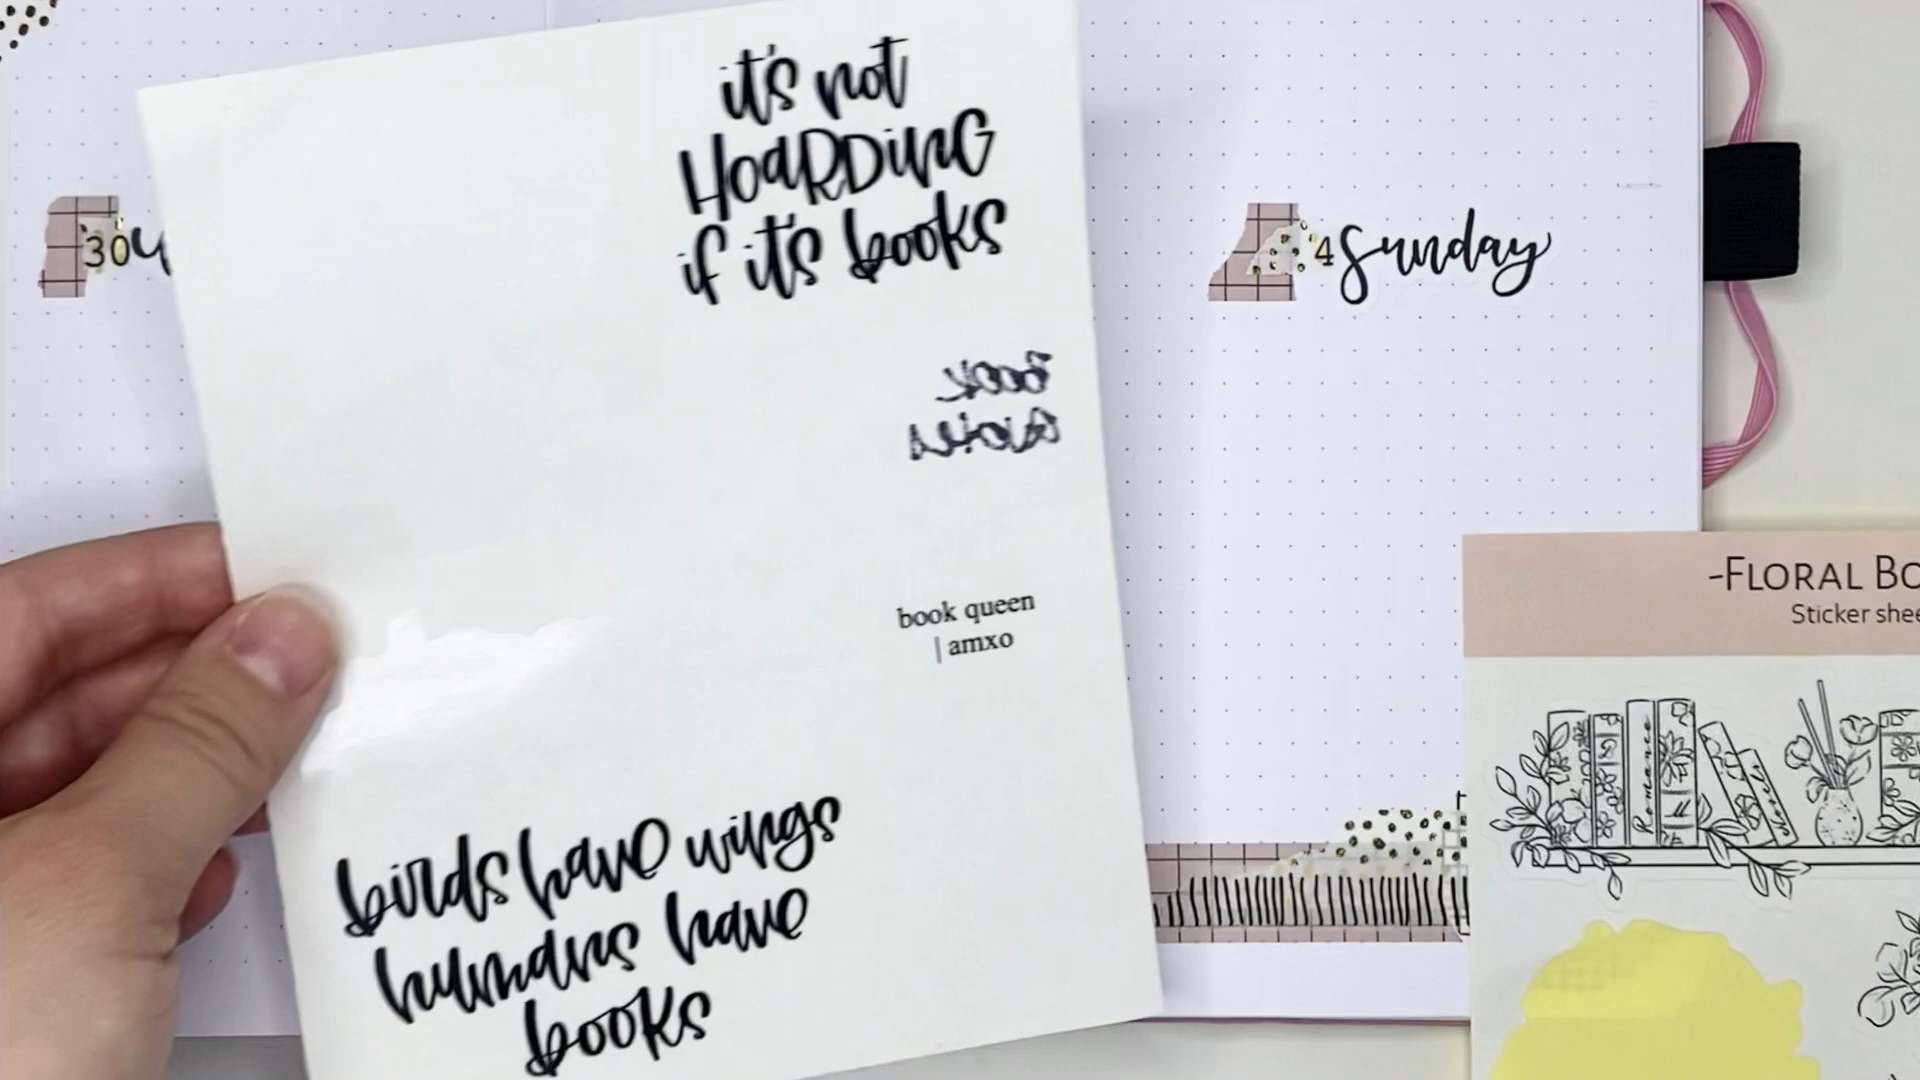 it's not
HOARDING
if it's books
book queen
| amxo
birds have wings
humans have
books
30
4 Sunday
-FLORAL BO
Sticker shee
Romance